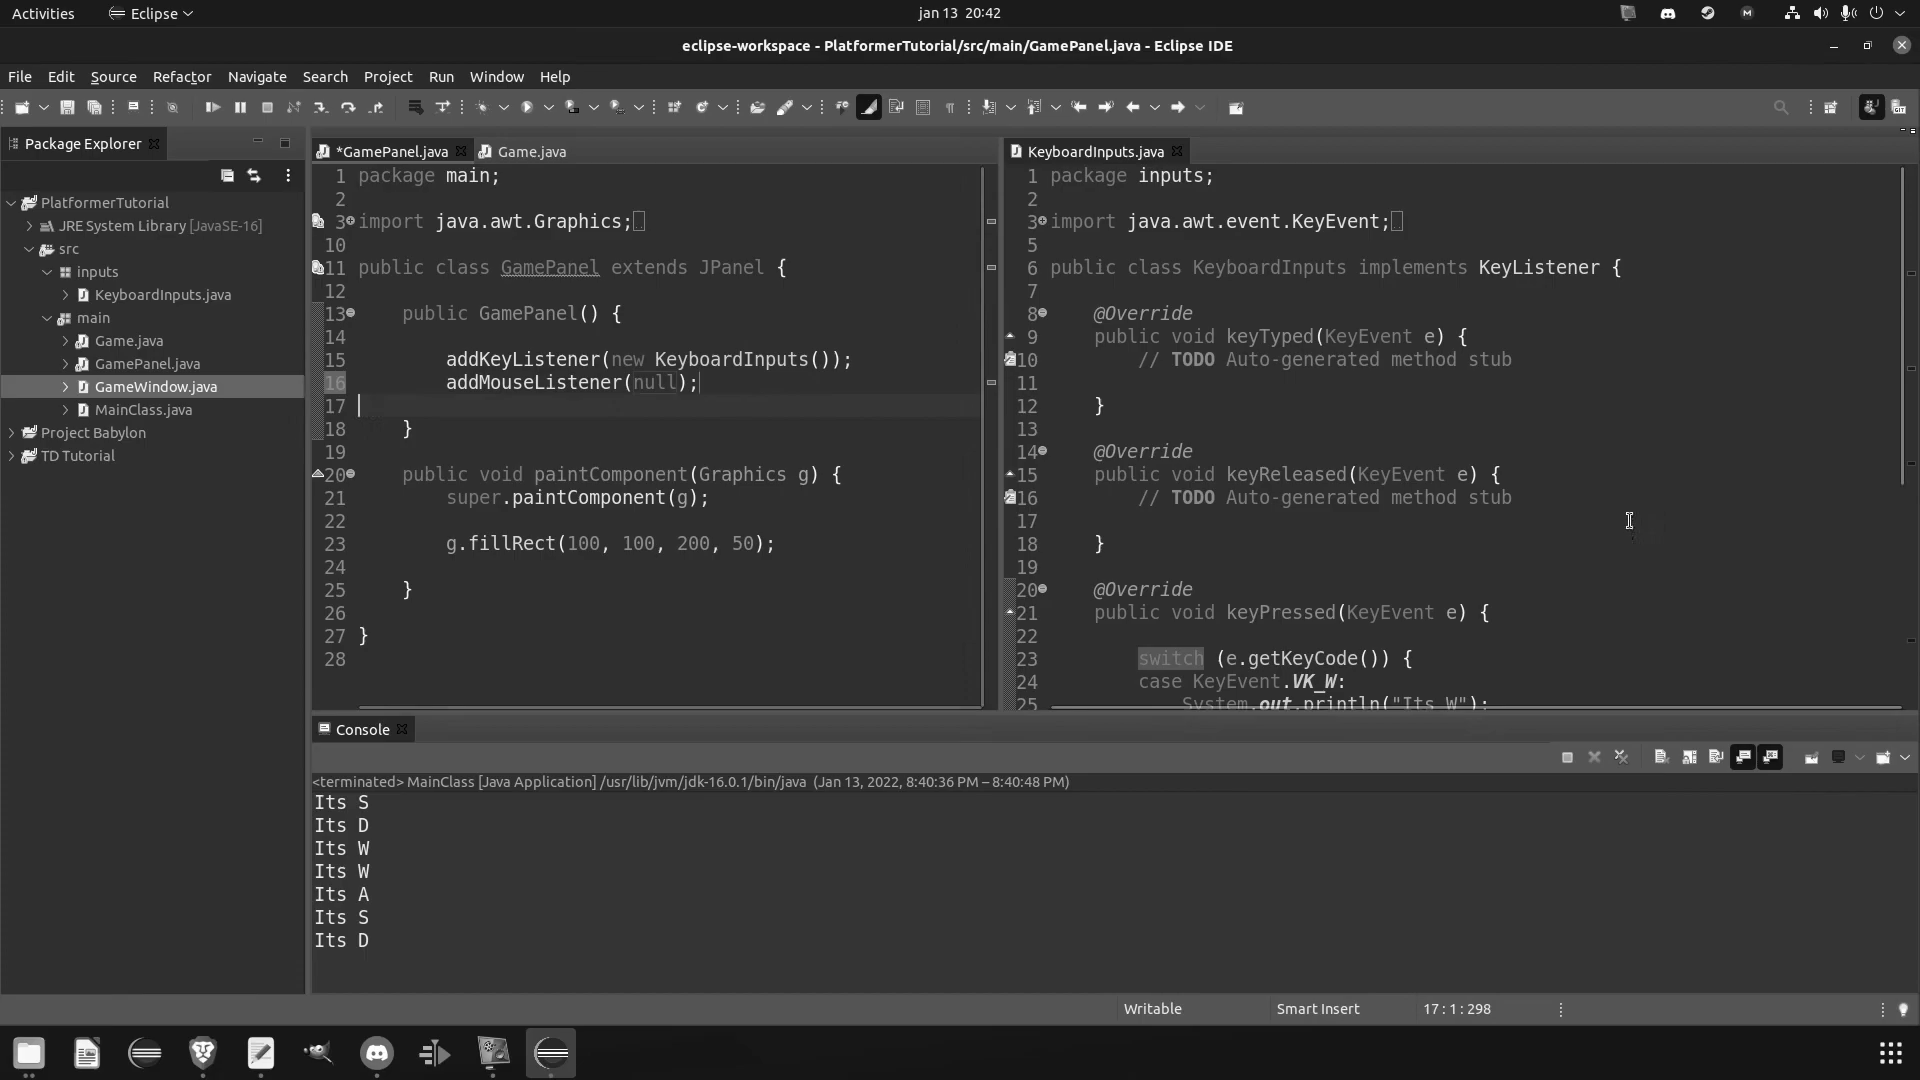 Activities Eclipse jan 13 20:42
eclipse-workspace - PlatformerTutorial/src/main/GamePanel.java - Eclipse IDE
File Edit Source Refactor Navigate Search Project Run Window Help
Package Explorer
PlatformerTutorial
JRE System Library [JavaSE-16]
src
inputs
KeyboardInputs.java
main
Game.java
GamePanel.java
GameWindow.java
MainClass.java
Project Babylon
TD Tutorial
*GamePanel.java Game.java
1 package main;
2
3 import java.awt.Graphics;
10
11 public class GamePanel extends JPanel {
12
13 public GamePanel() {
14
15 addKeyListener(new KeyboardInputs());
16 addMouseListener(null);
17
18 }
19
20 public void paintComponent(Graphics g) {
21 super.paintComponent(g);
22
23 g.fillRect(100, 100, 200, 50);
24
25 }
26
27 }
28
KeyboardInputs.java
1 package inputs;
2
3 import java.awt.event.KeyEvent;
5
6 public class KeyboardInputs implements KeyListener {
7
8 @Override
9 public void keyTyped(KeyEvent e) {
10 // TODO Auto-generated method stub
11
12 }
13
14 @Override
15 public void keyReleased(KeyEvent e) {
16 // TODO Auto-generated method stub
17
18 }
19
20 @Override
21 public void keyPressed(KeyEvent e) {
22
23 switch (e.getKeyCode()) {
24 case KeyEvent.VK_W:
25 System.out.println("Its W");
Console
<terminated> MainClass [Java Application] /usr/lib/jvm/jdk-16.0.1/bin/java (Jan 13, 2022, 8:40:36 PM – 8:40:48 PM)
Its S
Its D
Its W
Its W
Its A
Its S
Its D
Writable Smart Insert 17 : 1 : 298